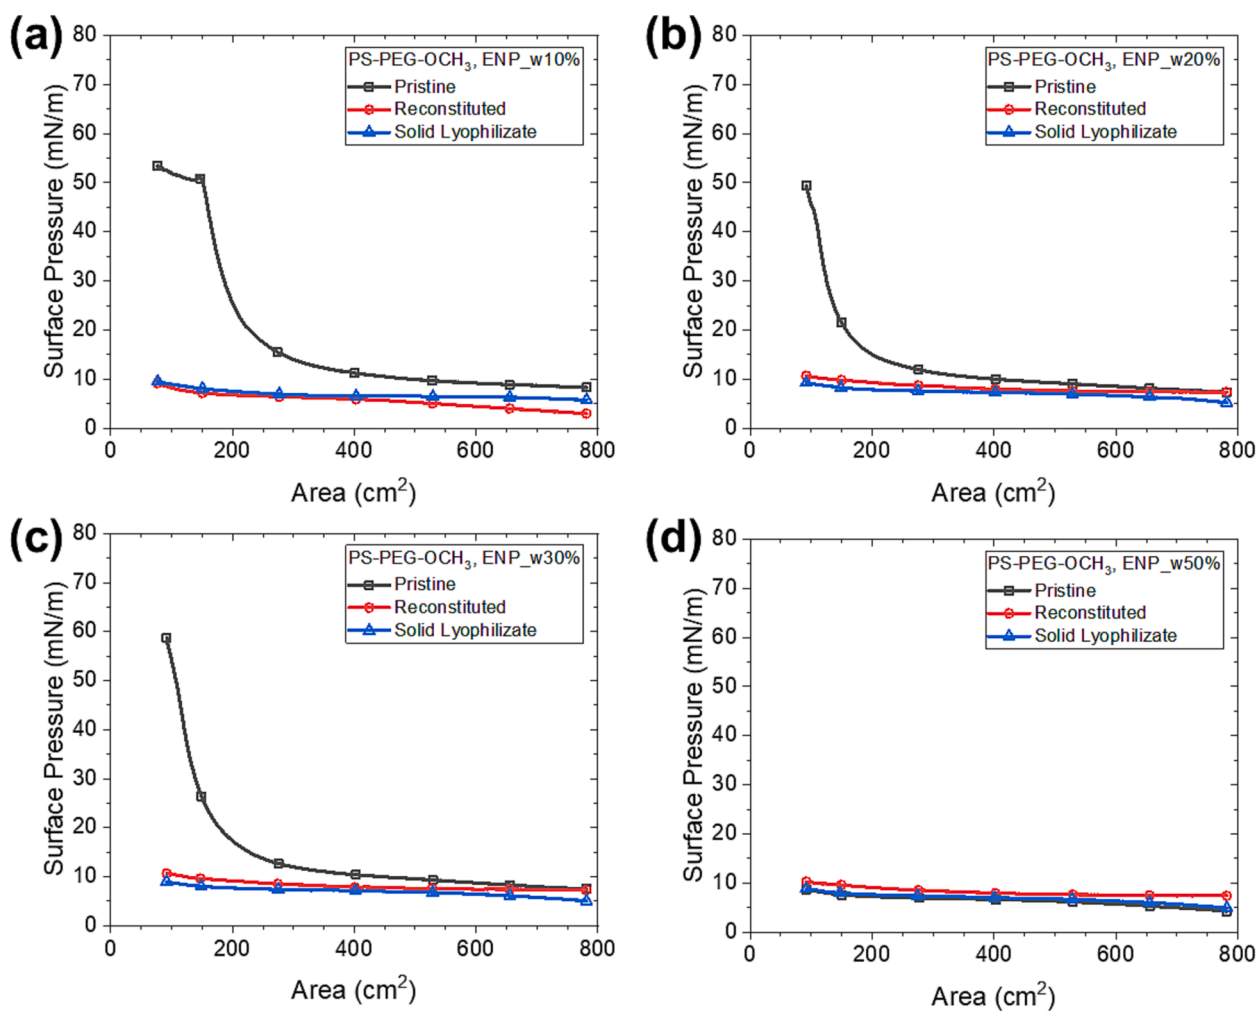 (a)
80
70
60
50
40
30
20
10
0
Surface Pressure (mN/m)
PS-PEG-OCH₃, ENP_w10%
Pristine
Reconstituted
Solid Lyophilizate
0 200 400 600 800
Area (cm²)
(b)
80
70
60
50
40
30
20
10
0
Surface Pressure (mN/m)
PS-PEG-OCH₃, ENP_w20%
Pristine
Reconstituted
Solid Lyophilizate
0 200 400 600 800
Area (cm²)
(c)
80
70
60
50
40
30
20
10
0
Surface Pressure (mN/m)
PS-PEG-OCH₃, ENP_w30%
Pristine
Reconstituted
Solid Lyophilizate
0 200 400 600 800
Area (cm²)
(d)
80
70
60
50
40
30
20
10
0
Surface Pressure (mN/m)
PS-PEG-OCH₃, ENP_w50%
Pristine
Reconstituted
Solid Lyophilizate
0 200 400 600 800
Area (cm²)